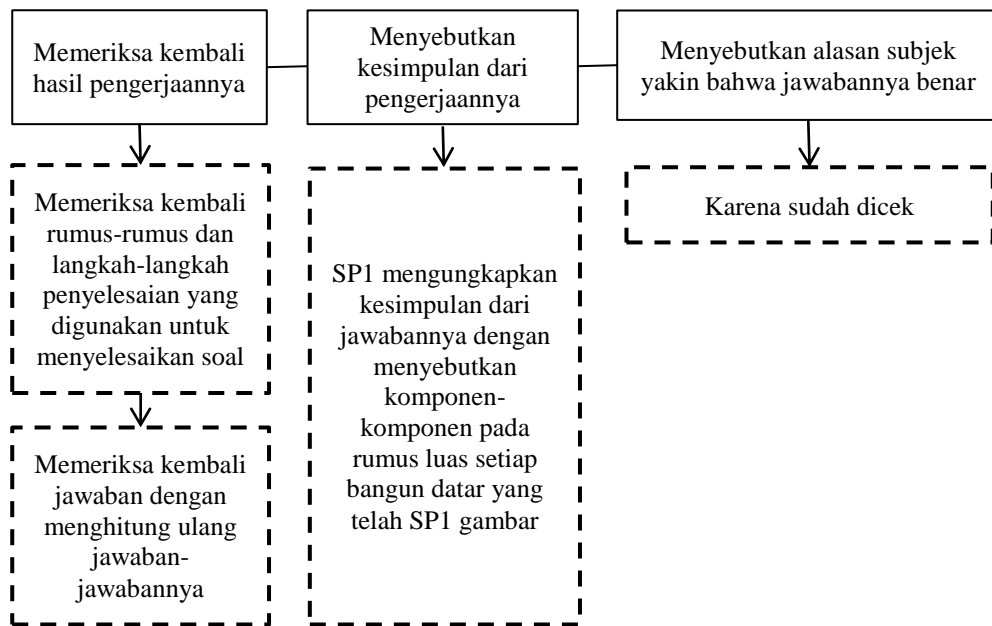 Memeriksa kembali
hasil pengerjaannya
Menyebutkan
kesimpulan dari
pengerjaannya
Menyebutkan alasan subjek
yakin bahwa jawabannya benar
Memeriksa kembali
rumus-rumus dan
langkah-langkah
penyelesaian yang
digunakan untuk
menyelesaikan soal
SP1 mengungkapkan
kesimpulan dari
jawabannya dengan
menyebutkan
komponen-
komponen pada
rumus luas setiap
bangun datar yang
telah SP1 gambar
Karena sudah dicek
Memeriksa kembali
jawaban dengan
menghitung ulang
jawaban-
jawabannya